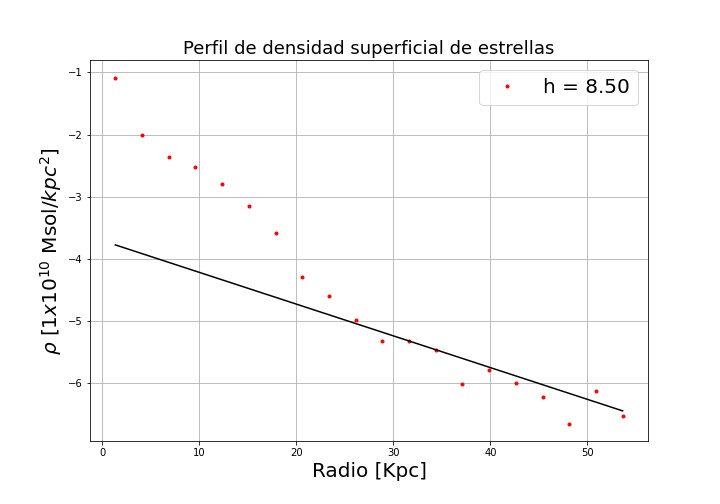 Perfil de densidad superficial de estrellas
h = 8.50
ρ [1x10¹⁰ Msol/kpc²]
−1
−2
−3
−4
−5
−6
0 10 20 30 40 50
Radio [Kpc]